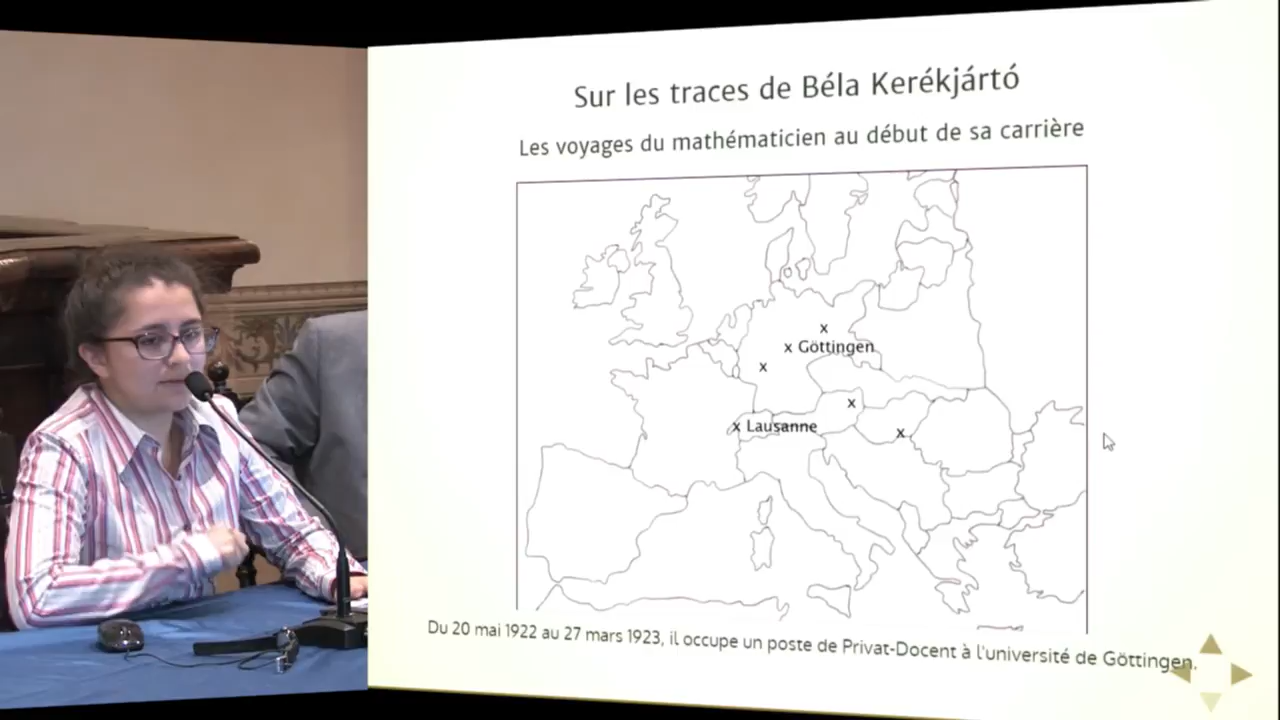 Sur les traces de Béla Kerékjártó
Les voyages du mathématicien au début de sa carrière
x
x Göttingen
x
x
x Lausanne
x
Du 20 mai 1922 au 27 mars 1923, il occupe un poste de Privat-Docent à l'université de Göttingen.